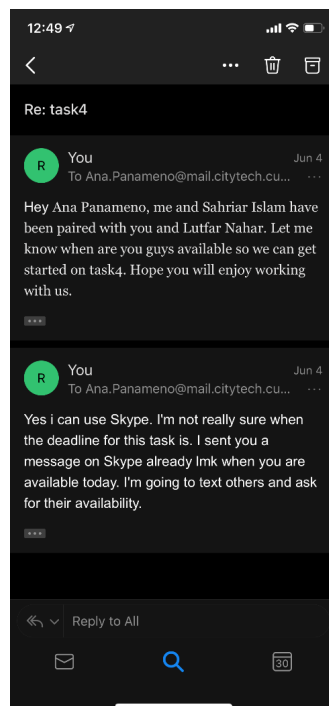 12:49
Re: task4
R
You
Jun 4
To Ana.Panameno@mail.citytech.cu...
...
Hey Ana Panameno, me and Sahriar Islam have
been paired with you and Lutfar Nahar. Let me
know when are you guys available so we can get
started on task4. Hope you will enjoy working
with us.
R
You
Jun 4
To Ana.Panameno@mail.citytech.cu...
...
Yes i can use Skype. I'm not really sure when
the deadline for this task is. I sent you a
message on Skype already lmk when you are
available today. I'm going to text others and ask
for their availability.
Reply to All
30